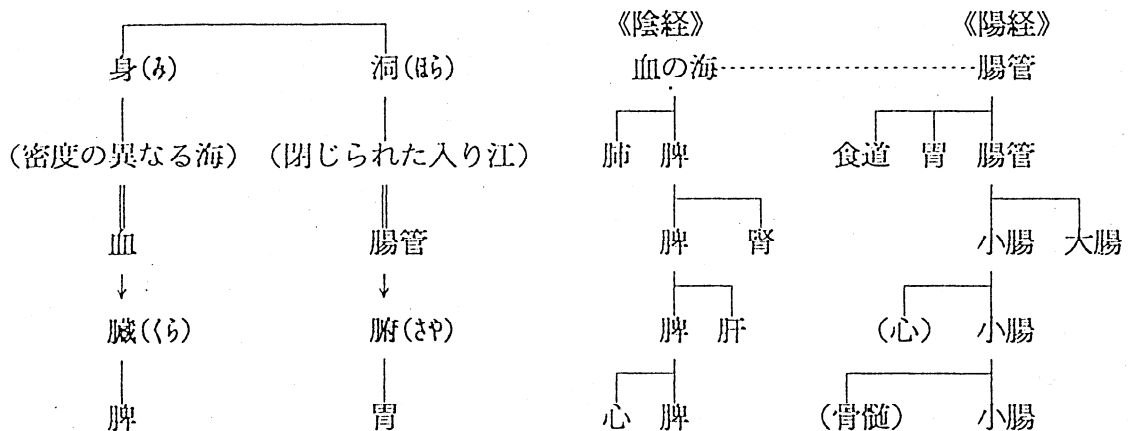 《陰経》 《陽経》
身(み) 洞(ほら) 血の海 腸管
(密度の異なる海) (閉じられた入り江) 肺 脾 食道 胃 腸管
血 腸管 脾 腎 小腸 大腸
↓ ↓
臓(くら) 腑(さや) 脾 肝 (心) 小腸
脾 胃 心 脾 (骨髄) 小腸